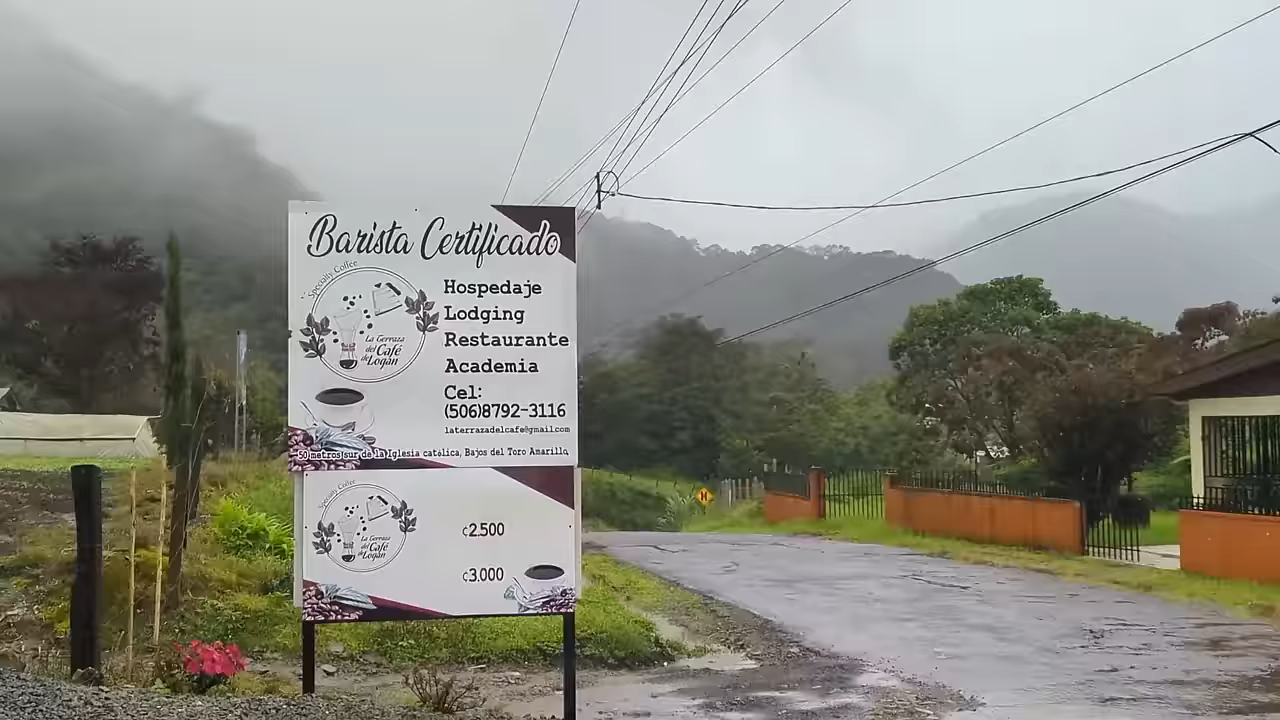 Barista Certificado
Specialty Coffee
La Terraza
del Café
de Logan
Hospedaje
Lodging
Restaurante
Academia
Cel:
(506)8792-3116
laterrazadelcafe@gmail.com
50 metros sur de la Iglesia católica, Bajos del Toro Amarillo,
Specialty Coffee
La Terraza
del Café
de Logan
¢2.500
¢3.000